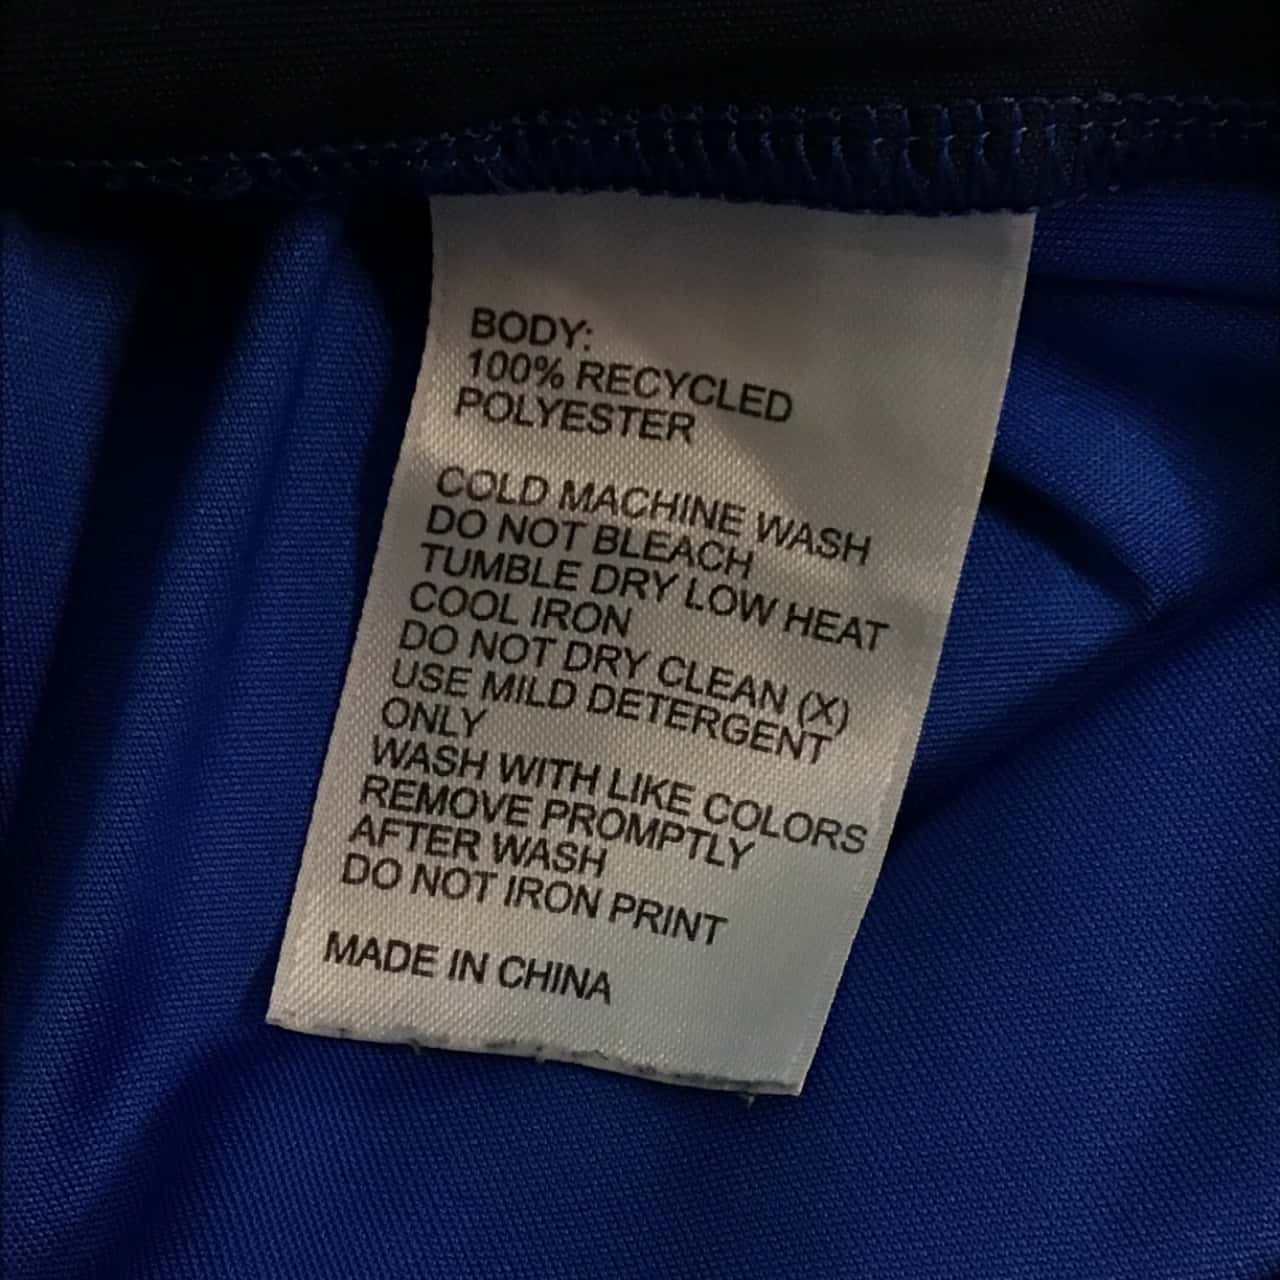 BODY:
100% RECYCLED
POLYESTER
COLD MACHINE WASH
DO NOT BLEACH
TUMBLE DRY LOW HEAT
COOL IRON
DO NOT DRY CLEAN (X)
USE MILD DETERGENT
ONLY
WASH WITH LIKE COLORS
REMOVE PROMPTLY
AFTER WASH
DO NOT IRON PRINT
MADE IN CHINA